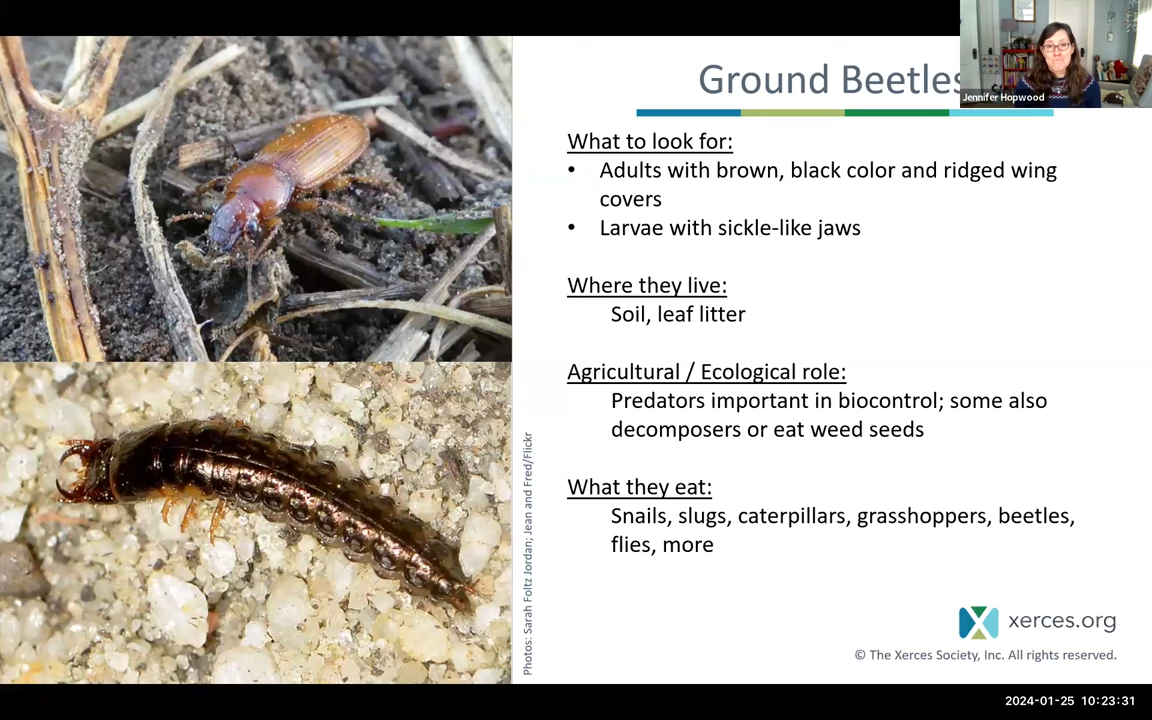 Ground Beetles
Jennifer Hopwood
What to look for:
• Adults with brown, black color and ridged wing
covers
• Larvae with sickle-like jaws
Where they live:
Soil, leaf litter
Agricultural / Ecological role:
Predators important in biocontrol; some also
decomposers or eat weed seeds
What they eat:
Snails, slugs, caterpillars, grasshoppers, beetles,
flies, more
Photos: Sarah Foltz Jordan; Jean and Fred/Flickr
xerces.org
© The Xerces Society, Inc. All rights reserved.
2024-01-25 10:23:31